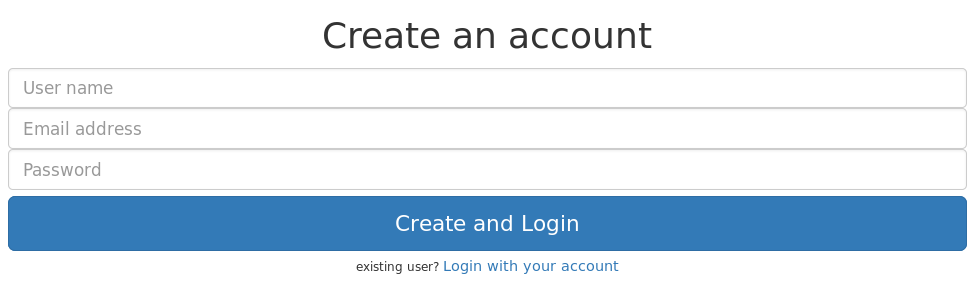 Create an account
User name
Email address
Password
Create and Login
existing user? Login with your account